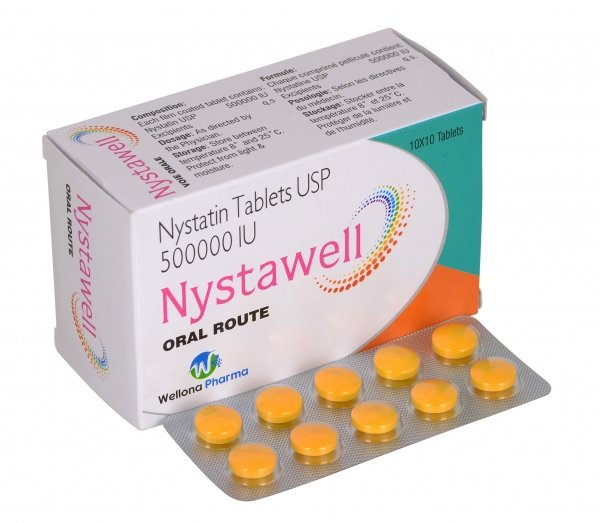 Composition:
Each film coated tablet contains:
Nystatin USP 500000 IU
Excipients q.s
Dosage: As directed by
the Physician.
Storage: Store between
temperature 8° and 25° C.
Protect from light &
moisture.
Formule:
Chaque comprimé pelliculé contient:
Nystatine USP 500000 IU
Excipients q.s.
Posologie: Selon les directives
du médecin.
Stockage: Stocker entre la
température 8° et 25° C.
Protéger de la lumière et
de l'humidité.
10X10 Tablets
VOIE ORALE
Nystawell
ORAL ROUTE
Nystatin Tablets USP
500000 IU
Nystawell
ORAL ROUTE
W
Wellona Pharma